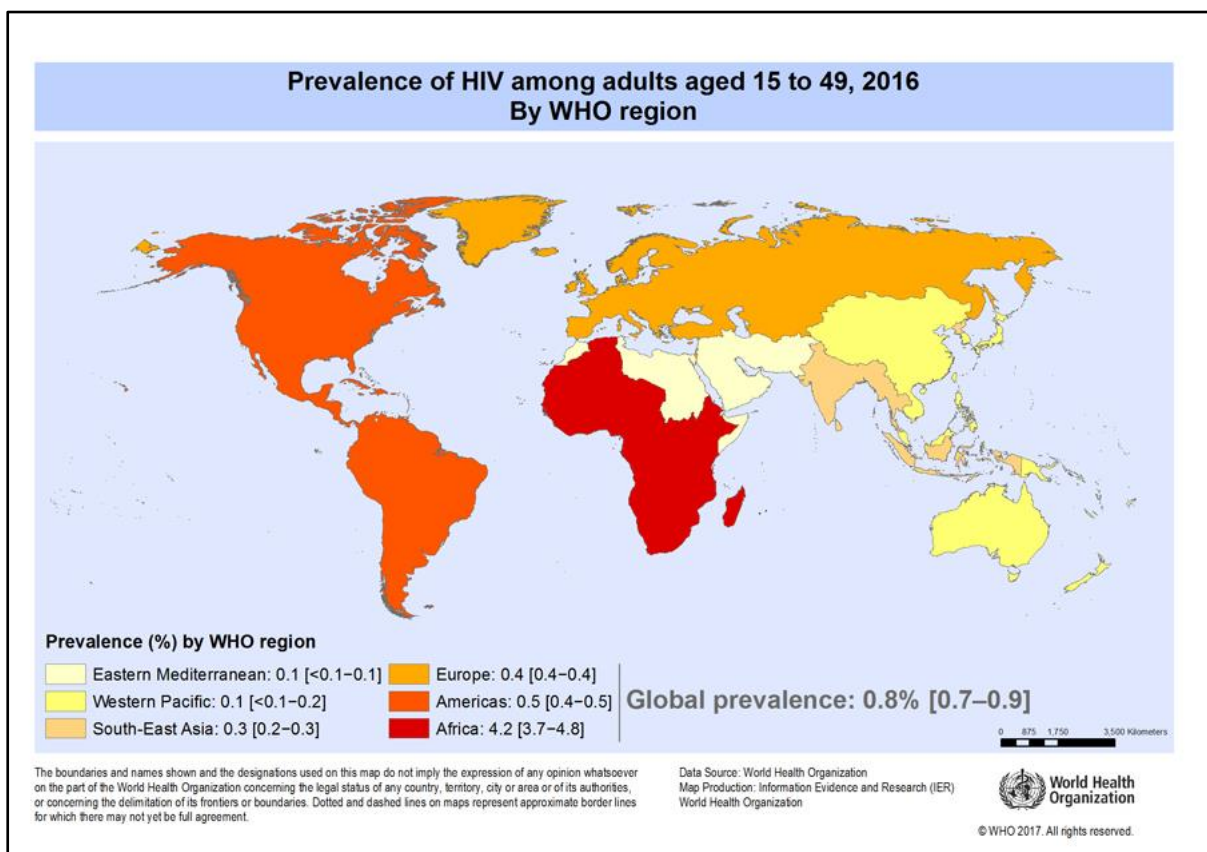 Prevalence of HIV among adults aged 15 to 49, 2016
By WHO region
Prevalence (%) by WHO region
Eastern Mediterranean: 0.1 [<0.1–0.1]
Western Pacific: 0.1 [<0.1–0.2]
South-East Asia: 0.3 [0.2–0.3]
Europe: 0.4 [0.4–0.4]
Americas: 0.5 [0.4–0.5]
Africa: 4.2 [3.7–4.8]
Global prevalence: 0.8% [0.7–0.9]
0 875 1,750 3,500 Kilometers
The boundaries and names shown and the designations used on this map do not imply the expression of any opinion whatsoever
on the part of the World Health Organization concerning the legal status of any country, territory, city or area or of its authorities,
or concerning the delimitation of its frontiers or boundaries. Dotted and dashed lines on maps represent approximate border lines
for which there may not yet be full agreement.
Data Source: World Health Organization
Map Production: Information Evidence and Research (IER)
World Health Organization
World Health
Organization
© WHO 2017. All rights reserved.